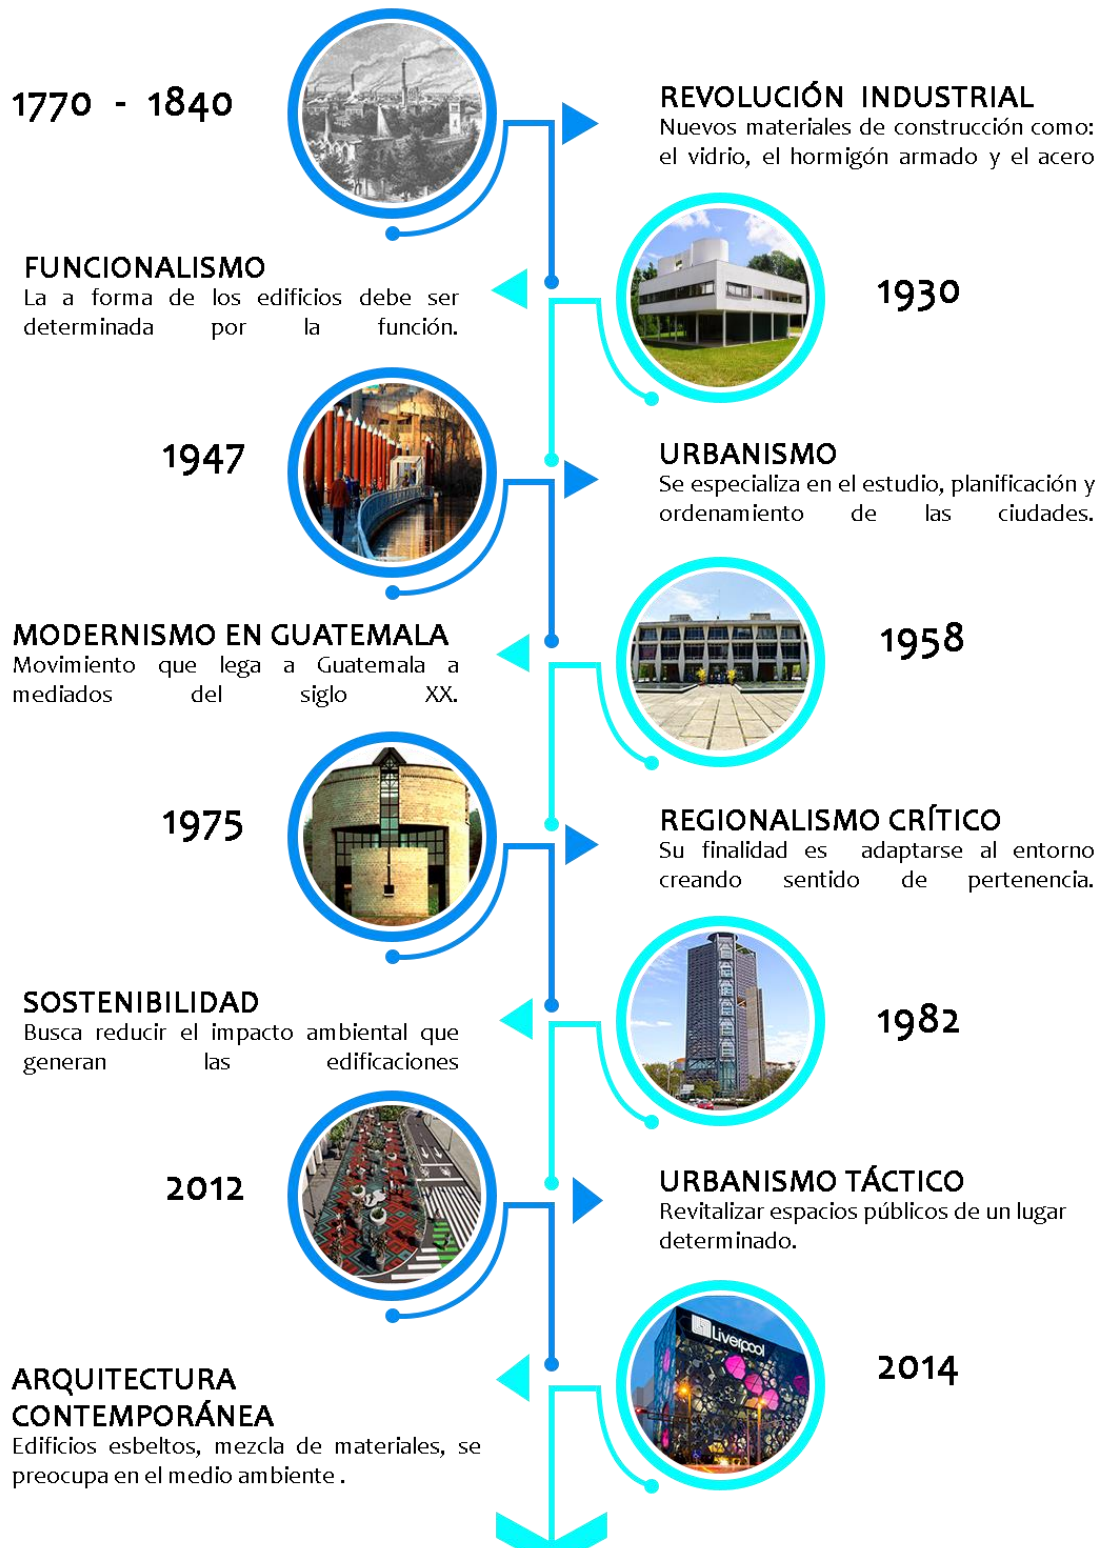 1770 - 1840
REVOLUCIÓN INDUSTRIAL
Nuevos materiales de construcción como:
el vidrio, el hormigón armado y el acero
FUNCIONALISMO
La a forma de los edificios debe ser
determinada por la función.
1930
1947
URBANISMO
Se especializa en el estudio, planificación y
ordenamiento de las ciudades.
MODERNISMO EN GUATEMALA
Movimiento que lega a Guatemala a
mediados del siglo XX.
1958
1975
REGIONALISMO CRÍTICO
Su finalidad es adaptarse al entorno
creando sentido de pertenencia.
SOSTENIBILIDAD
Busca reducir el impacto ambiental que
generan las edificaciones
1982
2012
URBANISMO TÁCTICO
Revitalizar espacios públicos de un lugar
determinado.
ARQUITECTURA
CONTEMPORÁNEA
Edificios esbeltos, mezcla de materiales, se
preocupa en el medio ambiente .
Liverpool
2014